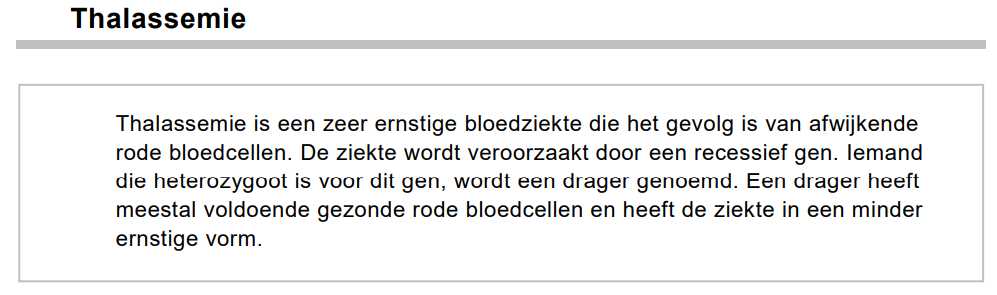 Thalassemie
Thalassemie is een zeer ernstige bloedziekte die het gevolg is van afwijkende
rode bloedcellen. De ziekte wordt veroorzaakt door een recessief gen. Iemand
die heterozygoot is voor dit gen, wordt een drager genoemd. Een drager heeft
meestal voldoende gezonde rode bloedcellen en heeft de ziekte in een minder
ernstige vorm.